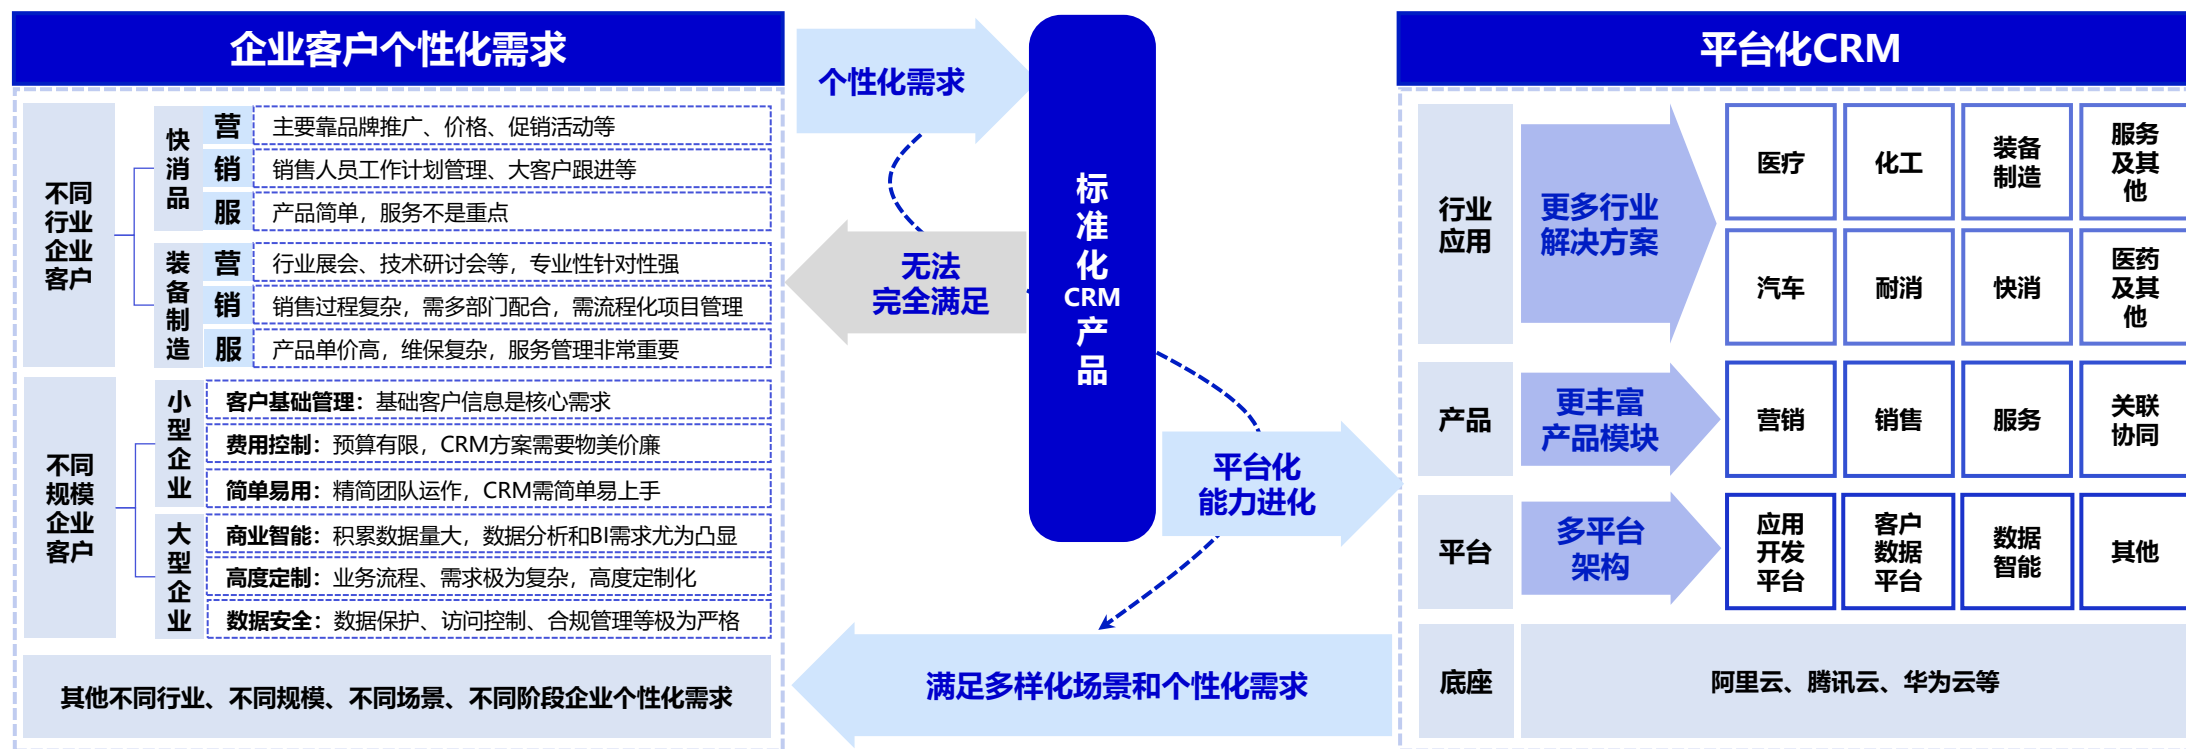 企业客户个性化需求
不同
行业
企业
客户
快
消
品
营
主要靠品牌推广、价格、促销活动等
销
销售人员工作计划管理、大客户跟进等
服
产品简单，服务不是重点
装
备
制
造
营
行业展会、技术研讨会等，专业性针对性强
销
销售过程复杂，需多部门配合，需流程化项目管理
服
产品单价高，维保复杂，服务管理非常重要
不同
规模
企业
客户
小
型
企
业
客户基础管理：基础客户信息是核心需求
费用控制：预算有限，CRM方案需要物美价廉
简单易用：精简团队运作，CRM需简单易上手
大
型
企
业
商业智能：积累数据量大，数据分析和BI需求尤为凸显
高度定制：业务流程、需求极为复杂，高度定制化
数据安全：数据保护、访问控制、合规管理等极为严格
其他不同行业、不同规模、不同场景、不同阶段企业个性化需求
个性化需求
无法
完全满足
标
准
化
CRM
产
品
平台化
能力进化
满足多样化场景和个性化需求
平台化CRM
行业
应用
更多行业
解决方案
医疗
化工
装备
制造
服务
及其
他
汽车
耐消
快消
医药
及其
他
产品
更丰富
产品模块
营销
销售
服务
关联
协同
平台
多平台
架构
应用
开发
平台
客户
数据
平台
数据
智能
其他
底座
阿里云、腾讯云、华为云等